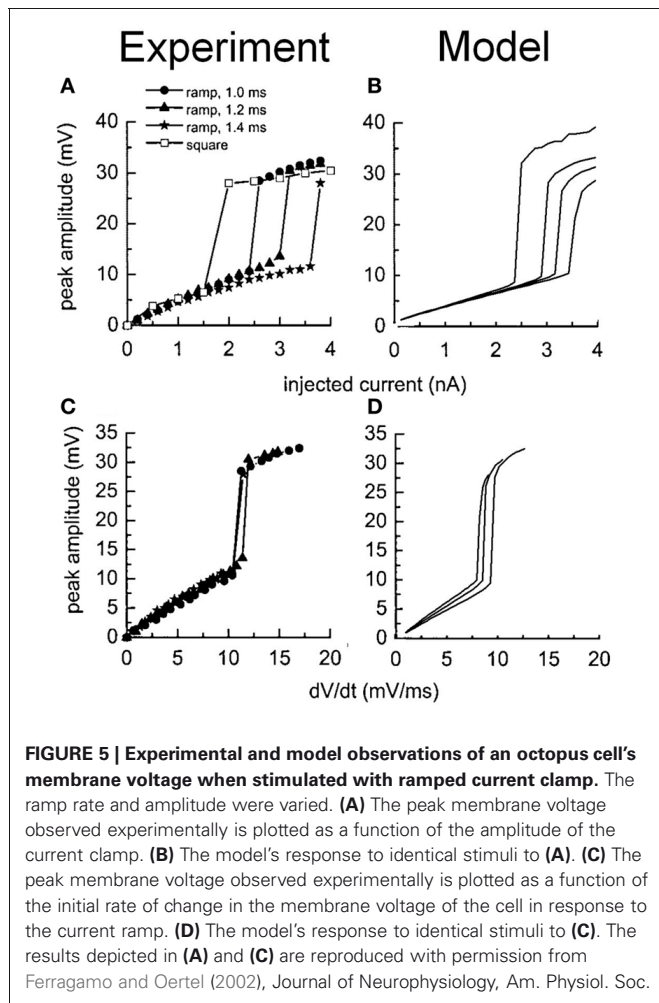 Experiment
Model
A
ramp, 1.0 ms
ramp, 1.2 ms
ramp, 1.4 ms
square
peak amplitude (mV)
40
30
20
10
0
0 1 2 3 4
B
40
30
20
10
0
0 1 2 3 4
injected current (nA)
C
peak amplitude (mV)
35
30
25
20
15
10
5
0
0 5 10 15 20
D
35
30
25
20
15
10
5
0
0 5 10 15 20
dV/dt (mV/ms)
FIGURE 5 | Experimental and model observations of an octopus cell's
membrane voltage when stimulated with ramped current clamp. The
ramp rate and amplitude were varied. (A) The peak membrane voltage
observed experimentally is plotted as a function of the amplitude of the
current clamp. (B) The model's response to identical stimuli to (A). (C) The
peak membrane voltage observed experimentally is plotted as a function of
the initial rate of change in the membrane voltage of the cell in response to
the current ramp. (D) The model's response to identical stimuli to (C). The
results depicted in (A) and (C) are reproduced with permission from
Ferragamo and Oertel (2002), Journal of Neurophysiology, Am. Physiol. Soc.